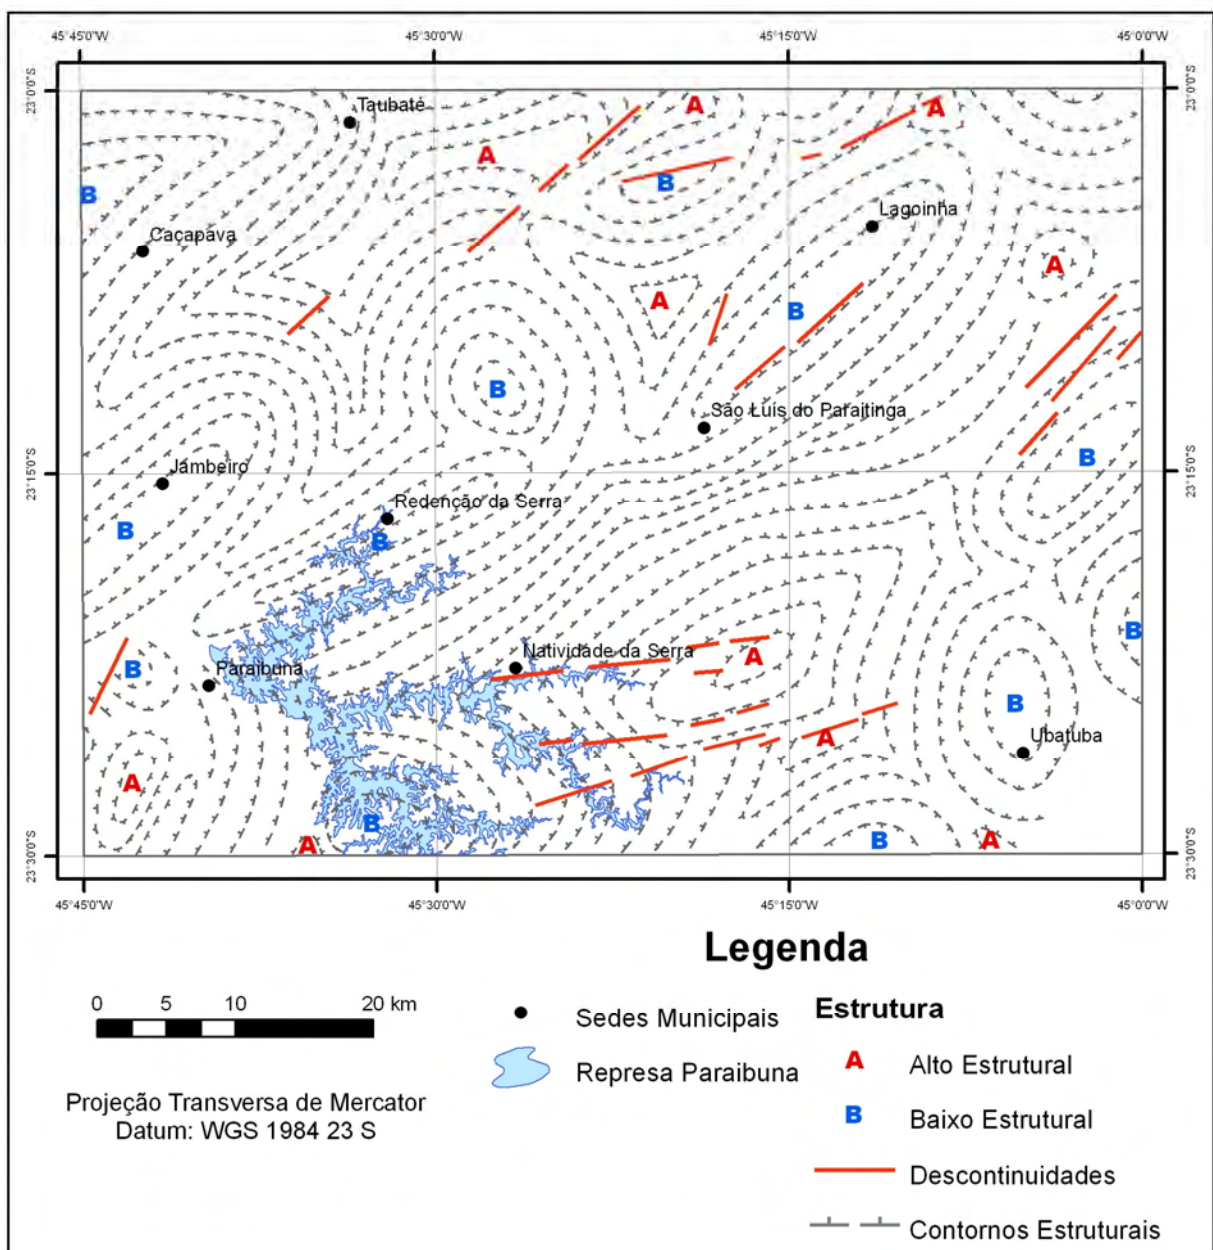 45°45'0"W 45°30'0"W 45°15'0"W 45°0'0"W
23°0'0"S 23°0'0"S
Taubaté
A
A
A
B
B
Lagoinha
Caçapava
A
A
B
B
São Luis do Paraitinga
B
Jambeiro
23°15'0"S 23°15'0"S
Redenção da Serra
B
B
B
Natividade da Serra
A
Paraibuna
B
B
Ubatuba
A
A
B
B
A
A
23°30'0"S 23°30'0"S
45°45'0"W 45°30'0"W 45°15'0"W 45°0'0"W
Legenda
0 5 10 20 km
Projeção Transversa de Mercator
Datum: WGS 1984 23 S
Sedes Municipais
Represa Paraibuna
Estrutura
A Alto Estrutural
B Baixo Estrutural
Descontinuidades
Contornos Estruturais